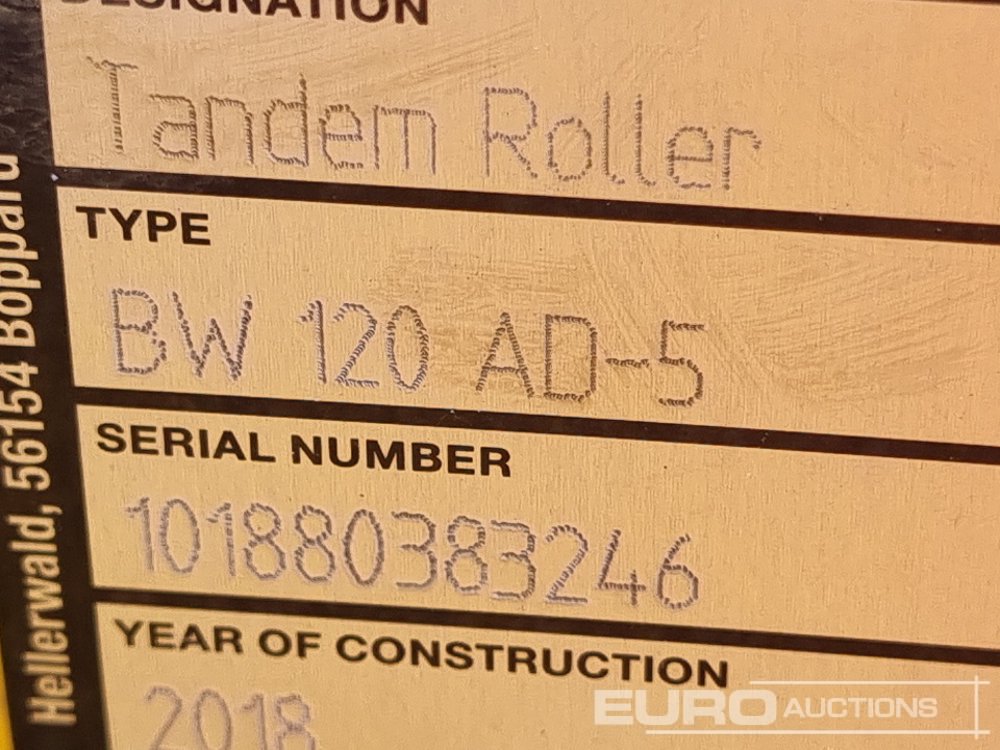 DESIGNATION
Tandem Roller
TYPE
BW 120 AD-5
SERIAL NUMBER
101880383246
YEAR OF CONSTRUCTION
2018
Hellerwald, 56154 Boppard
EURO AUCTIONS